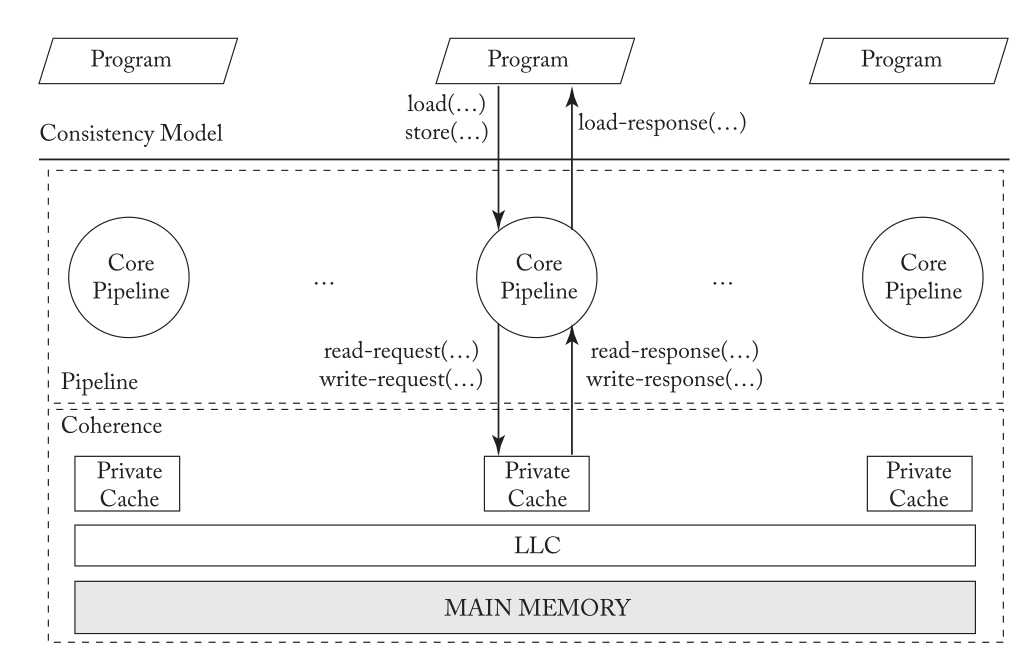 Program
Program
Program
load(…)
store(…)
load-response(…)
Consistency Model
Core
Pipeline
…
Core
Pipeline
…
Core
Pipeline
read-request(…)
write-request(…)
read-response(…)
write-response(…)
Pipeline
Coherence
Private
Cache
Private
Cache
Private
Cache
LLC
MAIN MEMORY